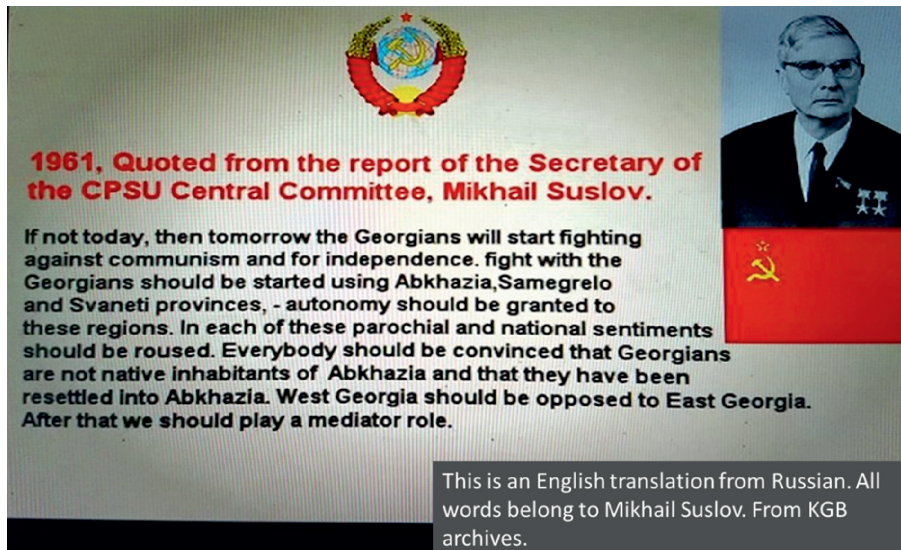 1961, Quoted from the report of the Secretary of
the CPSU Central Committee, Mikhail Suslov.
If not today, then tomorrow the Georgians will start fighting
against communism and for independence. fight with the
Georgians should be started using Abkhazia,Samegrelo
and Svaneti provinces, - autonomy should be granted to
these regions. In each of these parochial and national sentiments
should be roused. Everybody should be convinced that Georgians
are not native inhabitants of Abkhazia and that they have been
resettled into Abkhazia. West Georgia should be opposed to East Georgia.
After that we should play a mediator role.
This is an English translation from Russian. All
words belong to Mikhail Suslov. From KGB
archives.